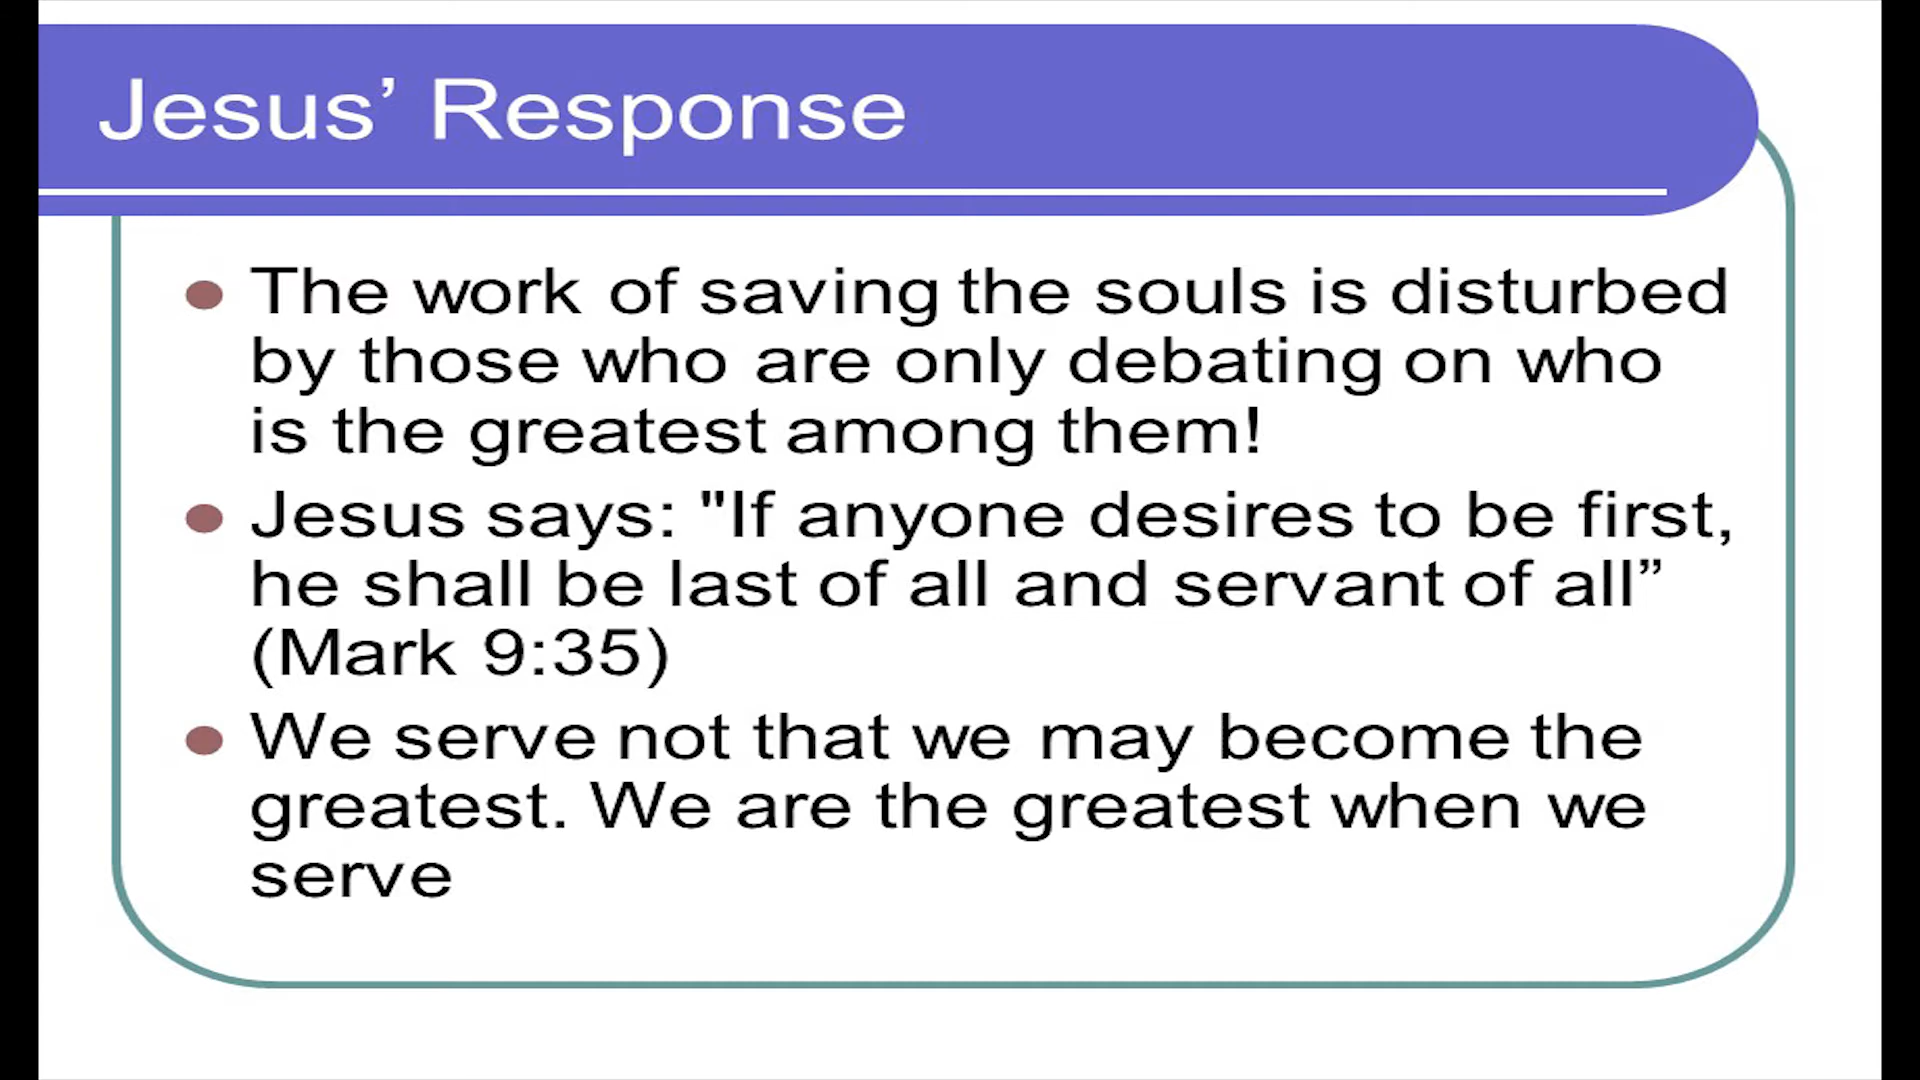 Jesus’ Response
The work of saving the souls is disturbed
by those who are only debating on who
is the greatest among them!
Jesus says: "If anyone desires to be first,
he shall be last of all and servant of all”
(Mark 9:35)
We serve not that we may become the
greatest. We are the greatest when we
serve